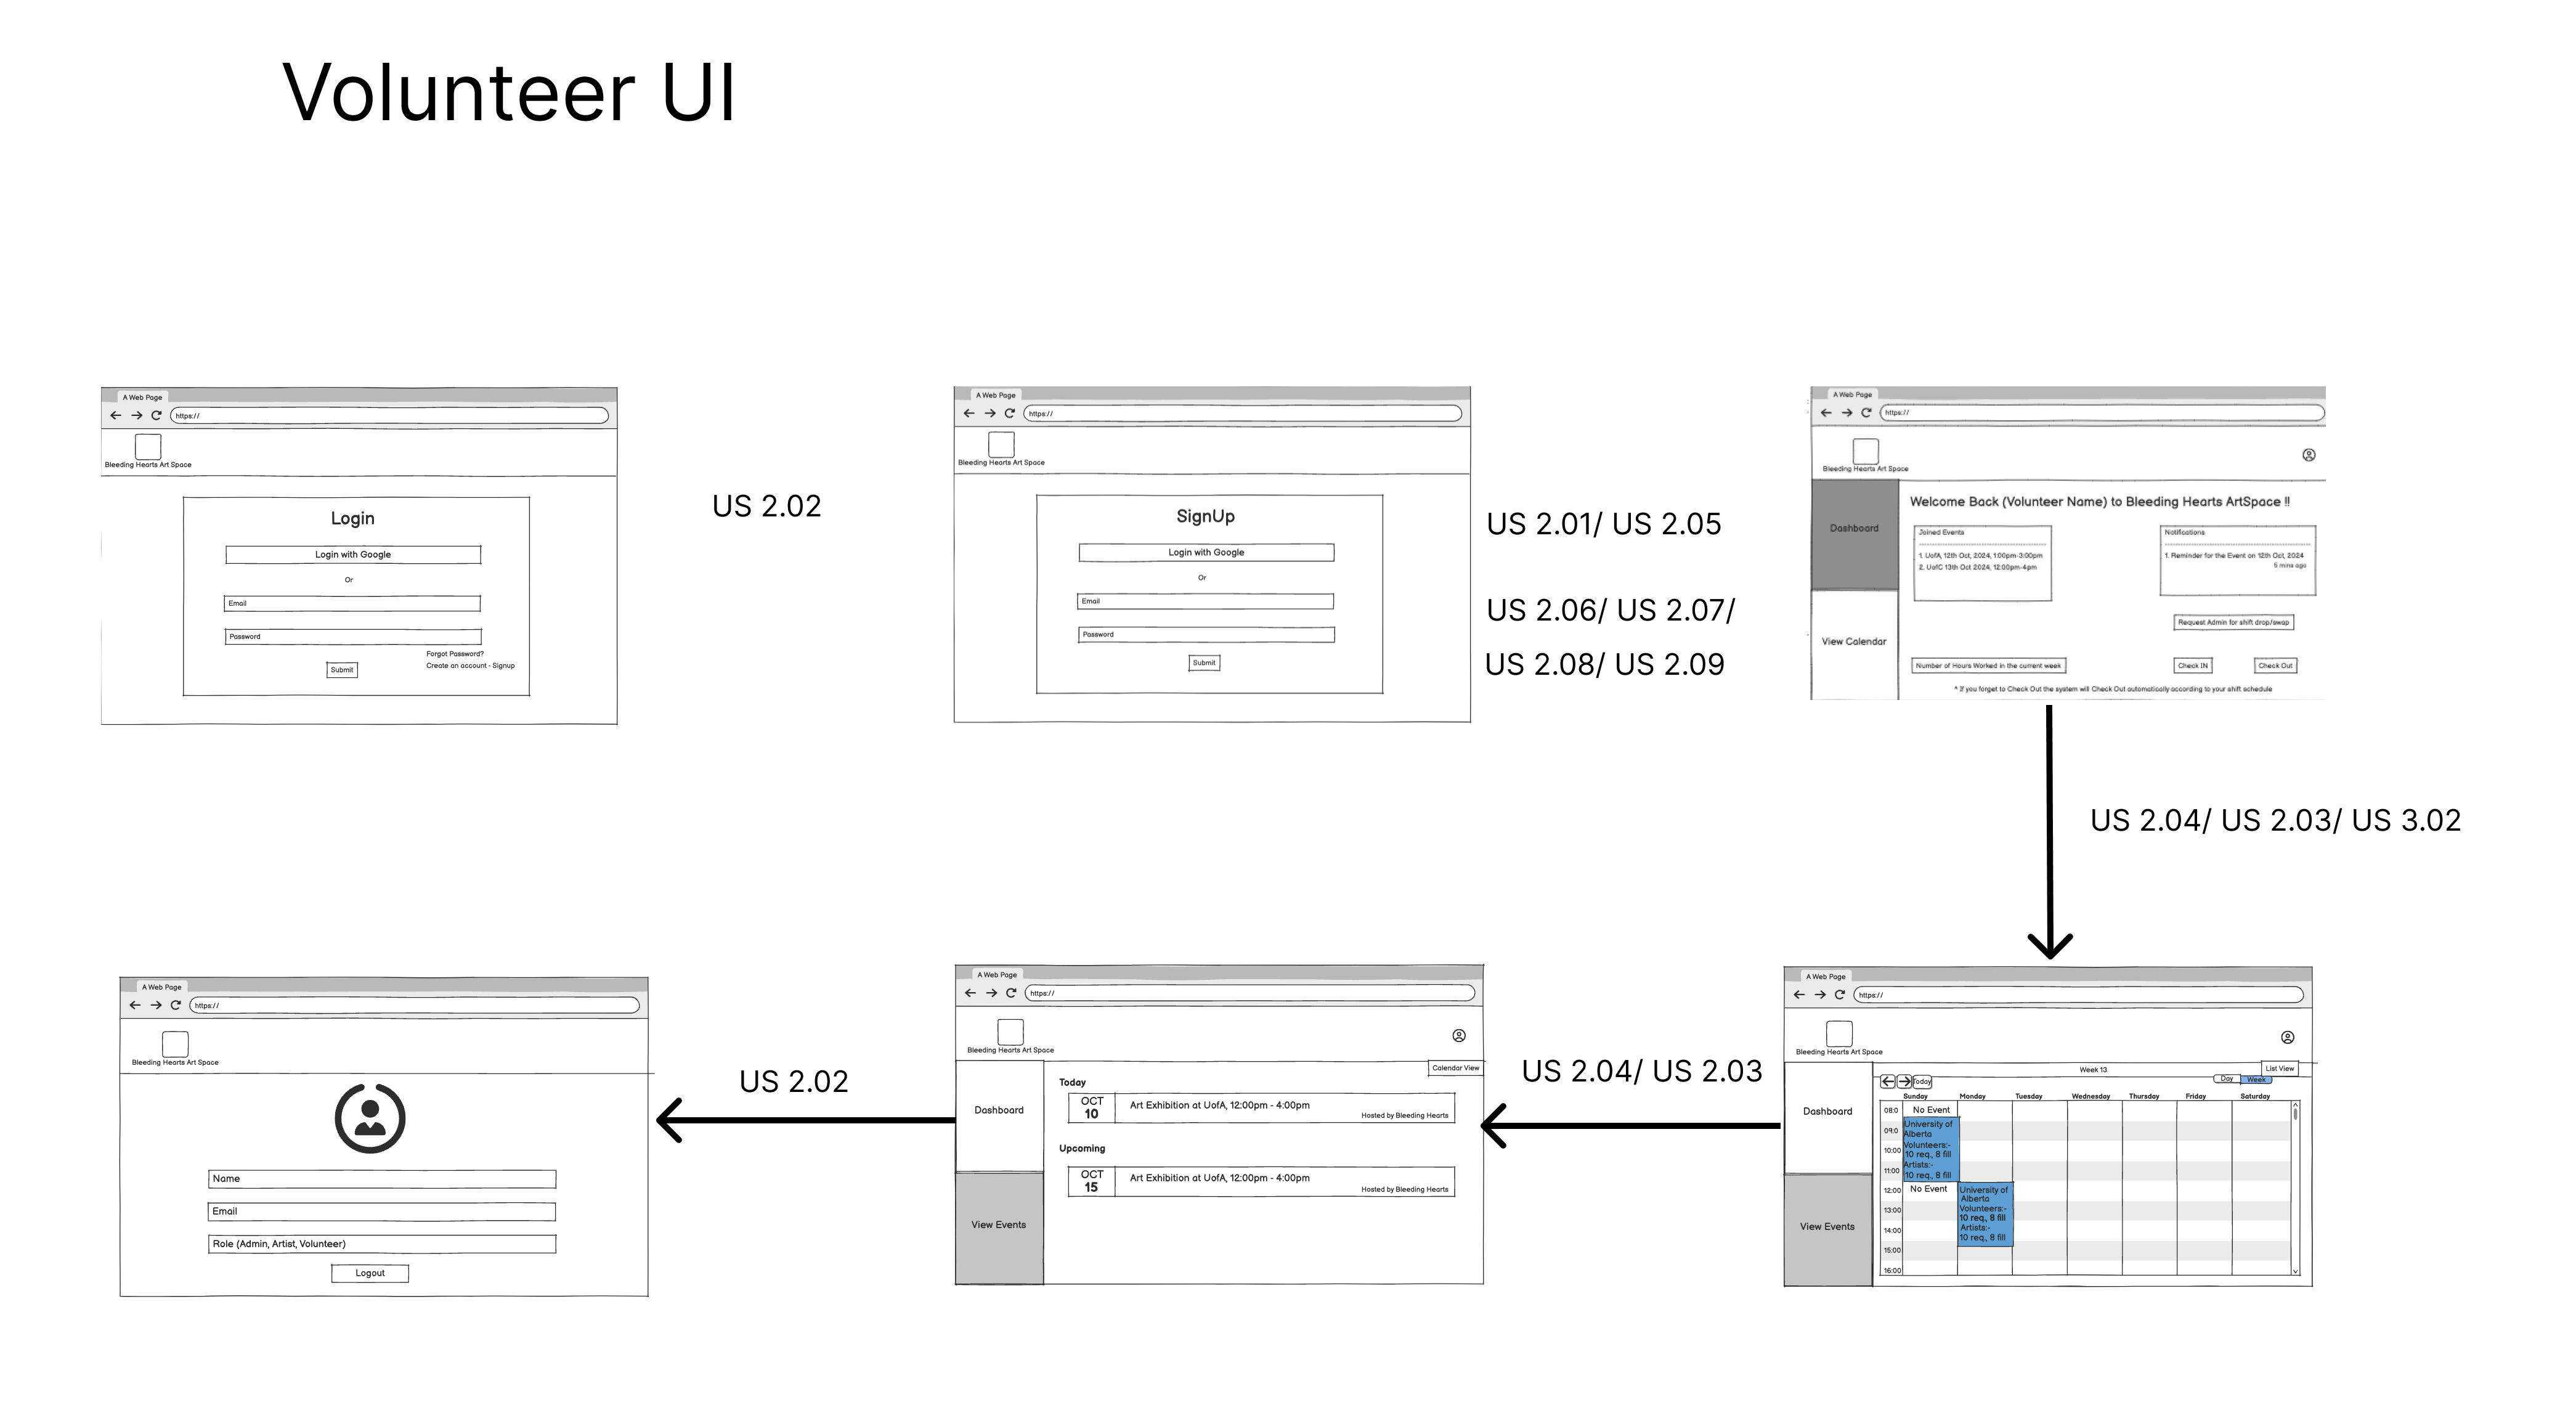 Volunteer UI
A Web Page
https://
Bleeding Hearts Art Space
Login
Login with Google
Or
Email
Password
Forgot Password?
Create an account - Signup
Submit
US 2.02
A Web Page
https://
Bleeding Hearts Art Space
SignUp
Login with Google
Or
Email
Password
Submit
US 2.01/ US 2.05
US 2.06/ US 2.07/
US 2.08/ US 2.09
A Web Page
https://
Bleeding Hearts Art Space
Dashboard
View Calendar
Welcome Back (Volunteer Name) to Bleeding Hearts ArtSpace !!
Joined Events
1. UofA, 12th Oct, 2024, 1:00pm-3:00pm
2. UofC 13th Oct 2024, 12:00pm-4pm
Notifications
1. Reminder for the Event on 12th Oct, 2024
5 mins ago
Request Admin for shift drop/swap
Number of Hours Worked in the current week
Check IN
Check Out
* If you forget to Check Out the system will Check Out automatically according to your shift schedule
US 2.04/ US 2.03/ US 3.02
A Web Page
https://
Bleeding Hearts Art Space
Name
Email
Role (Admin, Artist, Volunteer)
Logout
US 2.02
A Web Page
https://
Bleeding Hearts Art Space
Calendar View
Dashboard
View Events
Today
OCT
10
Art Exhibition at UofA, 12:00pm - 4:00pm
Hosted by Bleeding Hearts
Upcoming
OCT
15
Art Exhibition at UofA, 12:00pm - 4:00pm
Hosted by Bleeding Hearts
US 2.04/ US 2.03
A Web Page
https://
Bleeding Hearts Art Space
Dashboard
View Events
Week 13
List View
Today
Day
Week
Sunday Monday Tuesday Wednesday Thursday Friday Saturday
08:0
09:0
10:00
11:00
12:00
13:00
14:00
15:00
16:00
No Event
University of
Alberta
Volunteers:-
10 req., 8 fill
Artists:-
10 req., 8 fill
No Event
University of
Alberta
Volunteers:-
10 req., 8 fill
Artists:-
10 req., 8 fill